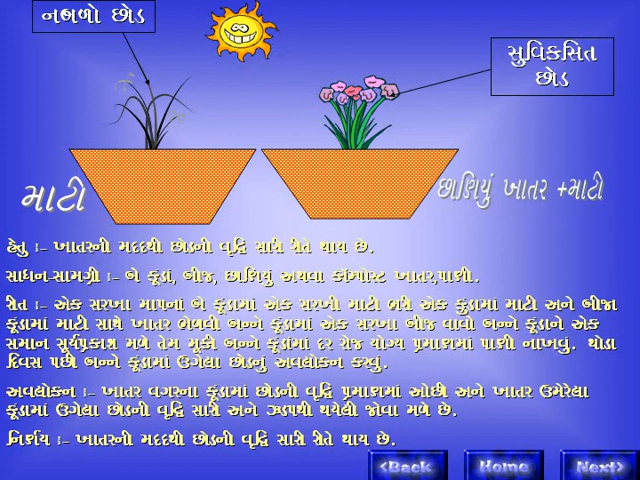 નબળો છોડ
સુવિકસિત
છોડ
માટી
છાણિયું ખાતર +માટી
હેતુ :– ખાતરની મદદથી છોડની વૃદ્ધિ સારી રીતે થાય છે.
સાધન-સામગ્રી :– બે કૂંડાં, બીજ, છાણિયું અથવા કૉમ્પોસ્ટ ખાતર,પાણી.
રીત :– એક સરખા માપનાં બે કૂંડામાં એક સરખી માટી ભરી એક કુંડામાં માટી અને બીજા
કૂંડામાં માટી સાથે ખાતર ભેળવી બન્ને કૂંડામાં એક સરખા બીજ વાવો બન્ને કૂંડાને એક
સમાન સૂર્યપ્રકાશ મળે તેમ મૂકી બન્ને કૂંડાંમાં દર રોજ યોગ્ય પ્રમાણમાં પાણી નાખવું. થોડા
દિવસ પછી બન્ને કૂંડામાં ઉગેલા છોડનું અવલોકન કરવું.
અવલોકન :– ખાતર વગરના કૂંડામાં છોડની વૃદ્ધિ પ્રમાણમાં ઓછી અને ખાતર ઉમેરેલા
કૂંડામાં ઉગેલા છોડની વૃદ્ધિ સારી અને ઝડપથી થયેલી જોવા મળે છે.
નિર્ણય :– ખાતરની મદદથી છોડની વૃદ્ધિ સારી રીતે થાય છે.
<Back Home Next>